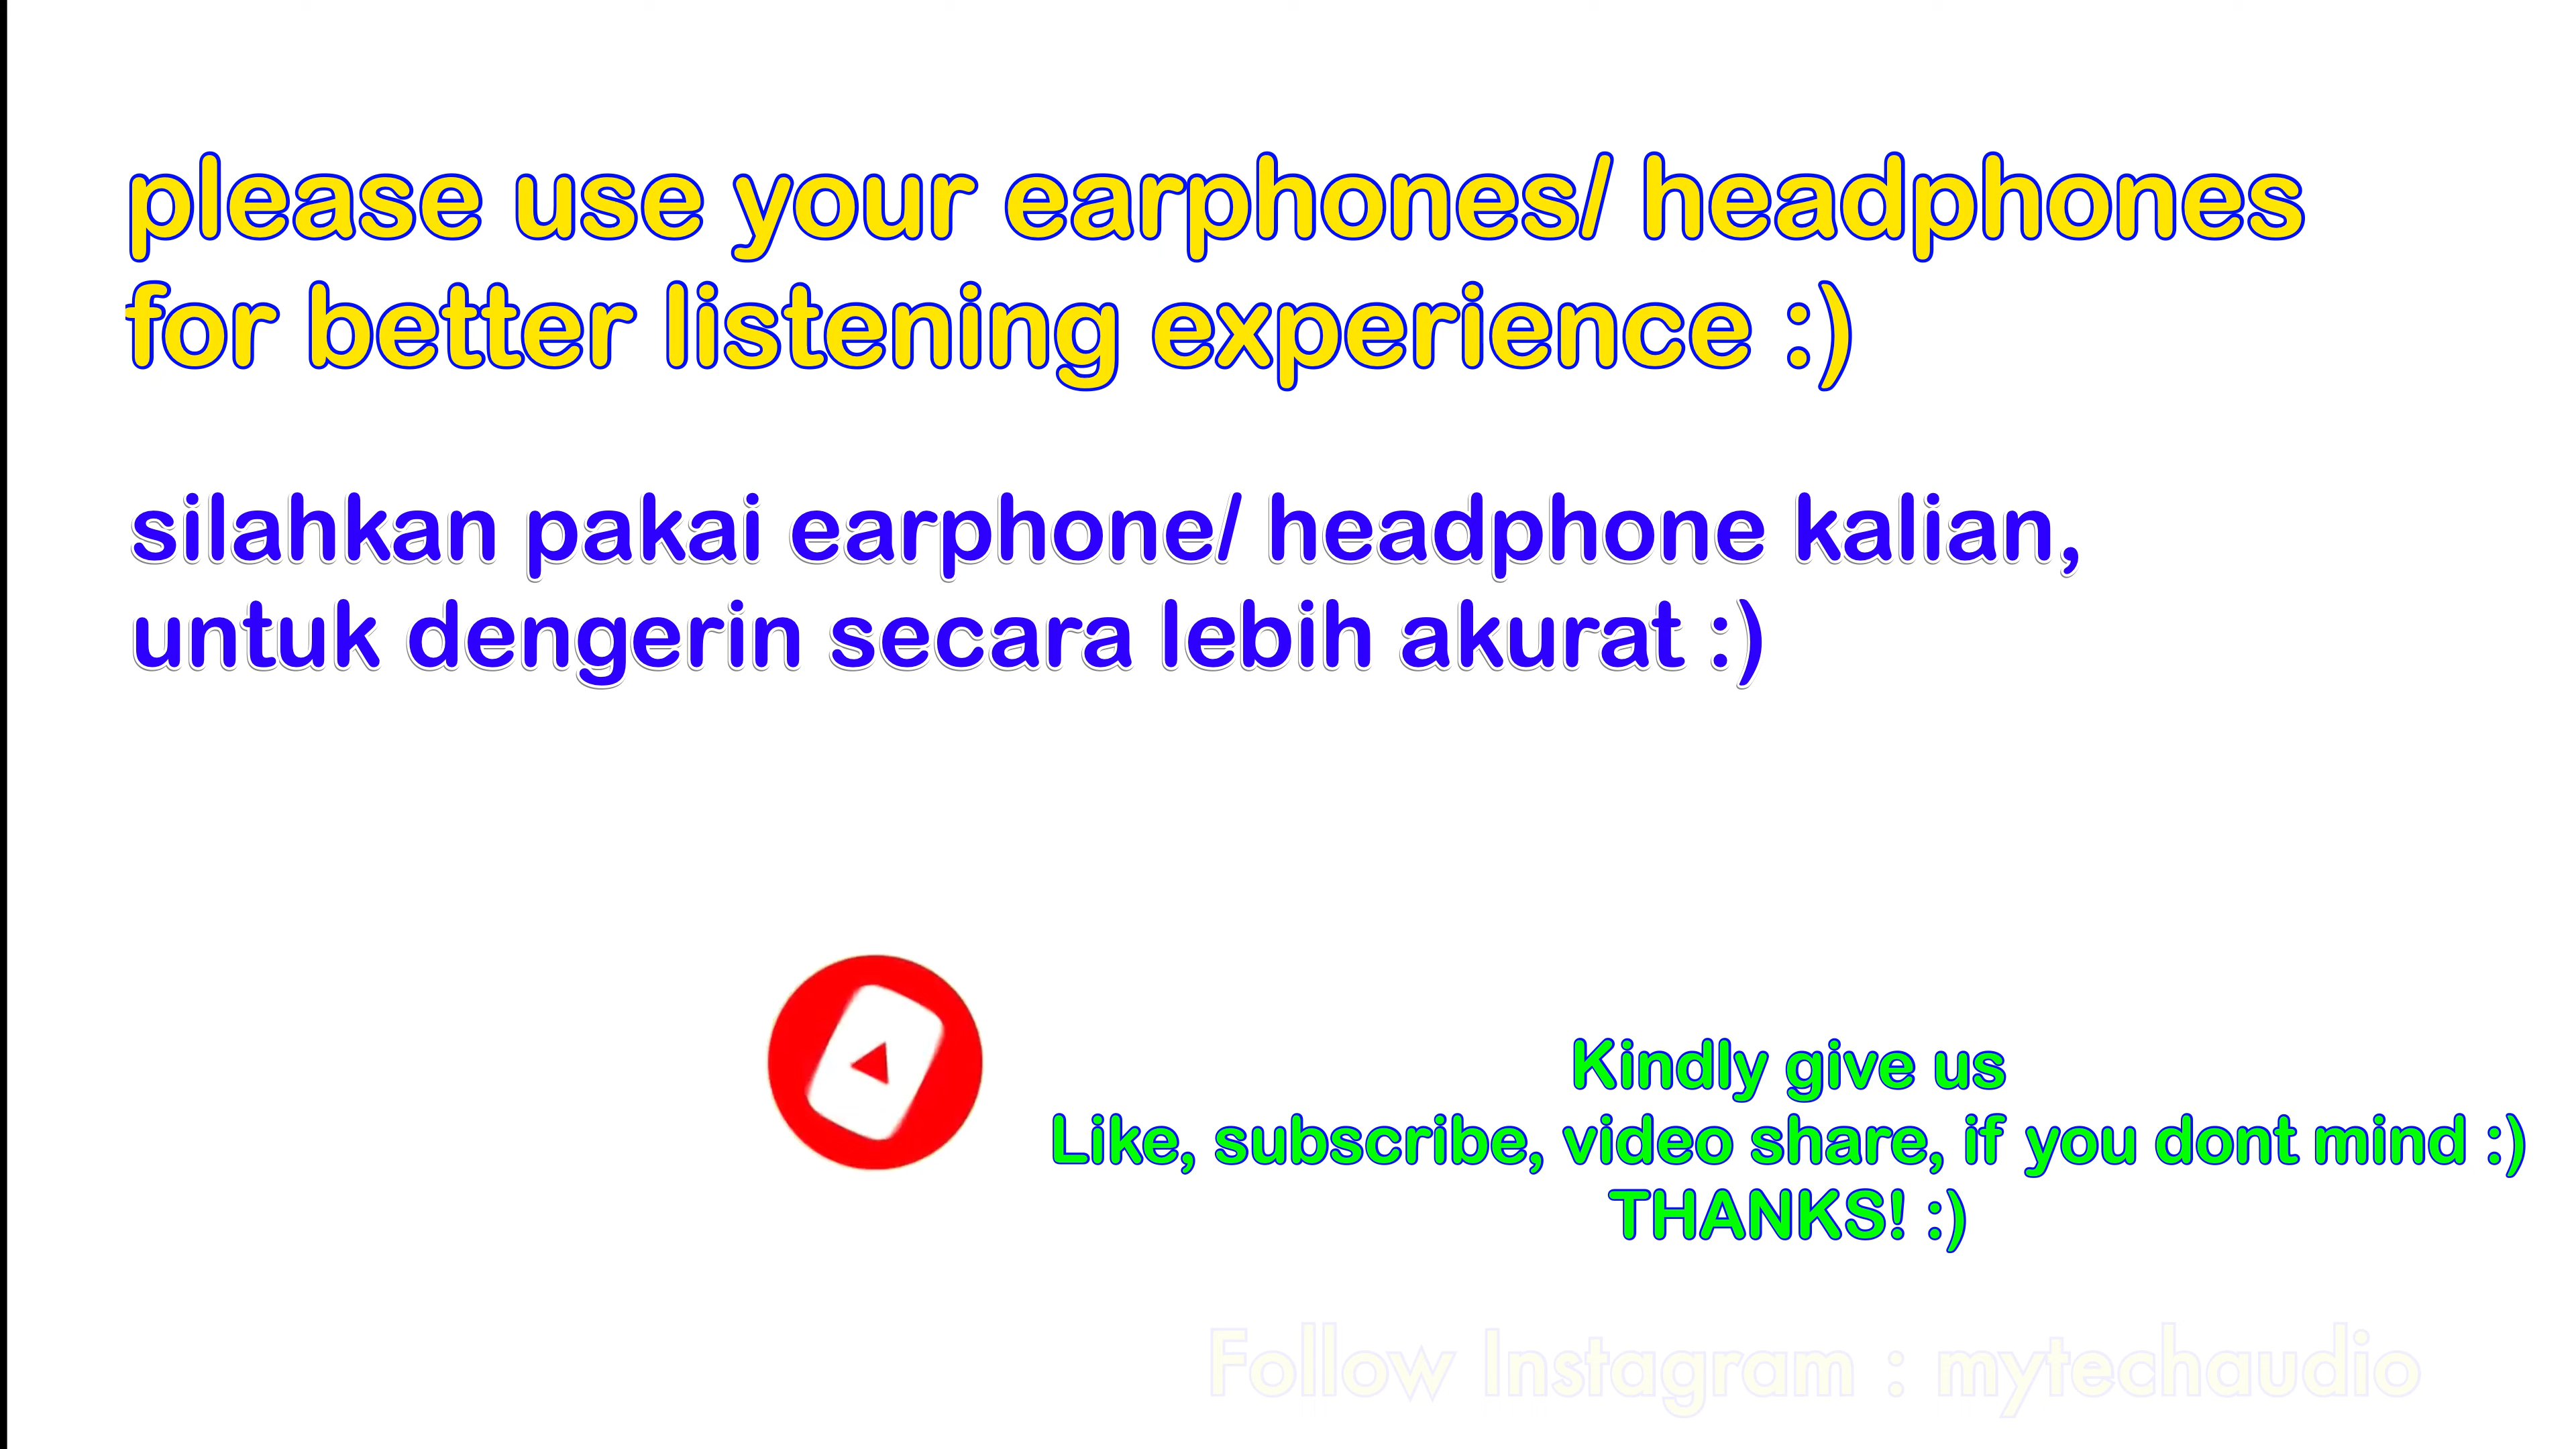 please use your earphones/ headphones
for better listening experience :)
silahkan pakai earphone/ headphone kalian,
untuk dengerin secara lebih akurat :)
Kindly give us
Like, subscribe, video share, if you dont mind :)
THANKS! :)
Follow Instagram : mytechaudio